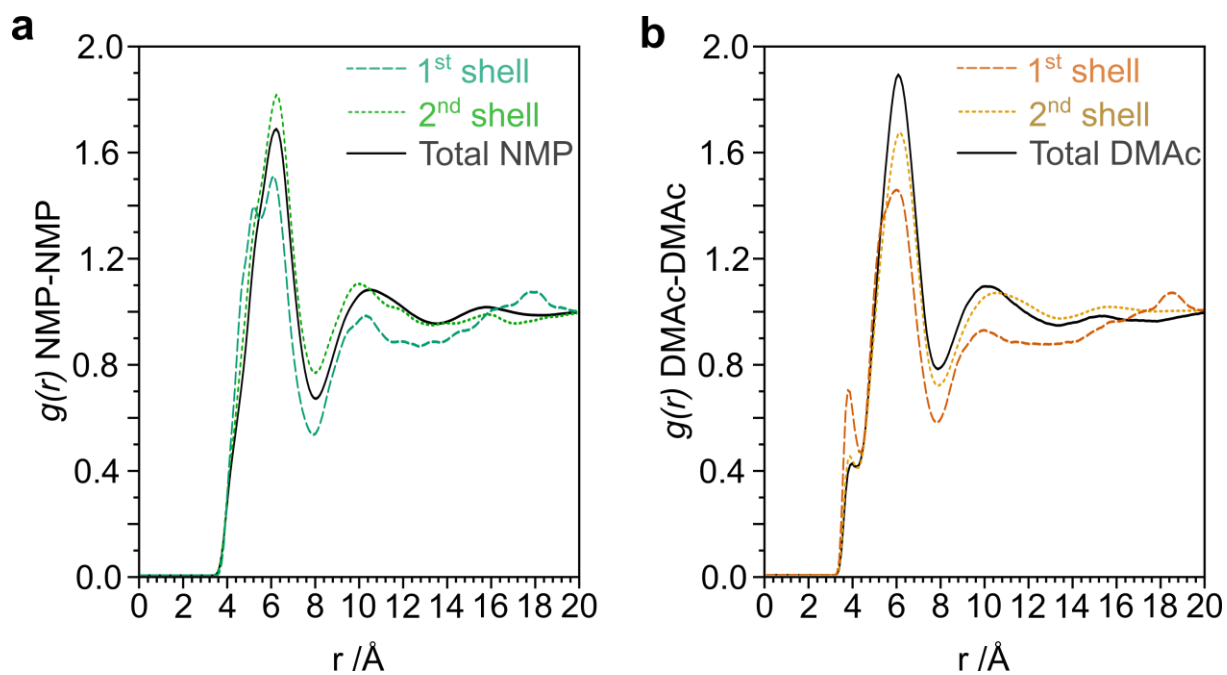 a
2.0
1.6
1.2
0.8
0.4
0.0
g(r) NMP-NMP
1st shell
2nd shell
Total NMP
0 2 4 6 8 10 12 14 16 18 20
r /Å
b
2.0
1.6
1.2
0.8
0.4
0.0
g(r) DMAc-DMAc
1st shell
2nd shell
Total DMAc
0 2 4 6 8 10 12 14 16 18 20
r /Å